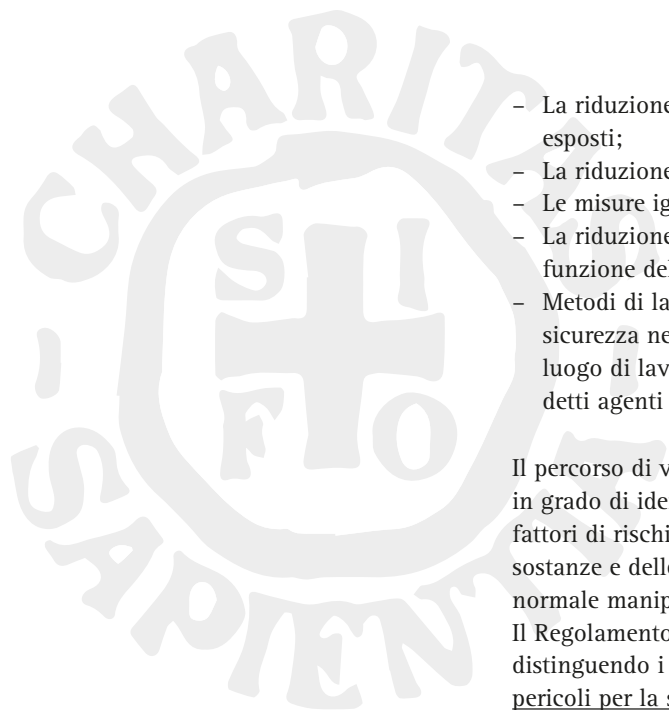 CHARITAS
SAPIENTIA
S I
F O
– La riduzione
esposti;
– La riduzione
– Le misure ig
– La riduzione
funzione del
– Metodi di la
sicurezza ne
luogo di lav
detti agenti
Il percorso di v
in grado di ide
fattori di rischi
sostanze e dell
normale manip
Il Regolamento
distinguendo i
pericoli per la s